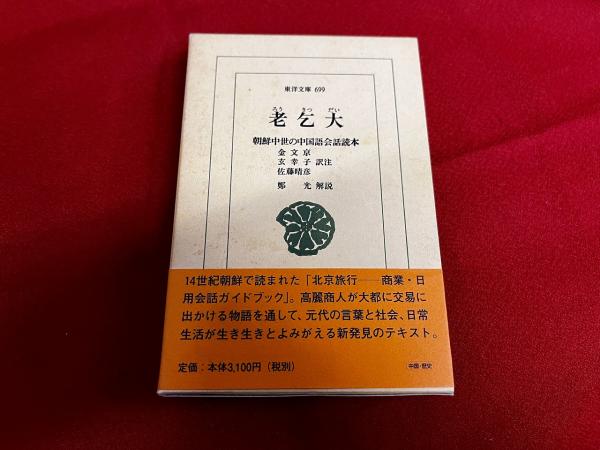 東洋文庫 699
ろう きつ だい
老乞大
朝鮮中世の中国語会話読本
金文京
玄幸子 訳注
佐藤晴彦
鄭光 解説
14世紀朝鮮で読まれた「北京旅行──商業・日
用会話ガイドブック」。高麗商人が大都に交易に
出かける物語を通して、元代の言葉と社会、日常
生活が生き生きとよみがえる新発見のテキスト。
定価:本体3,100円(税別)
中国・歴史